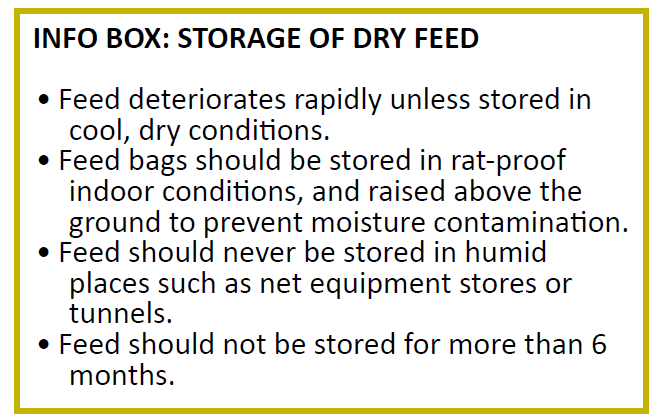 INFO BOX: STORAGE OF DRY FEED
• Feed deteriorates rapidly unless stored in
cool, dry conditions.
• Feed bags should be stored in rat-proof
indoor conditions, and raised above the
ground to prevent moisture contamination.
• Feed should never be stored in humid
places such as net equipment stores or
tunnels.
• Feed should not be stored for more than 6
months.